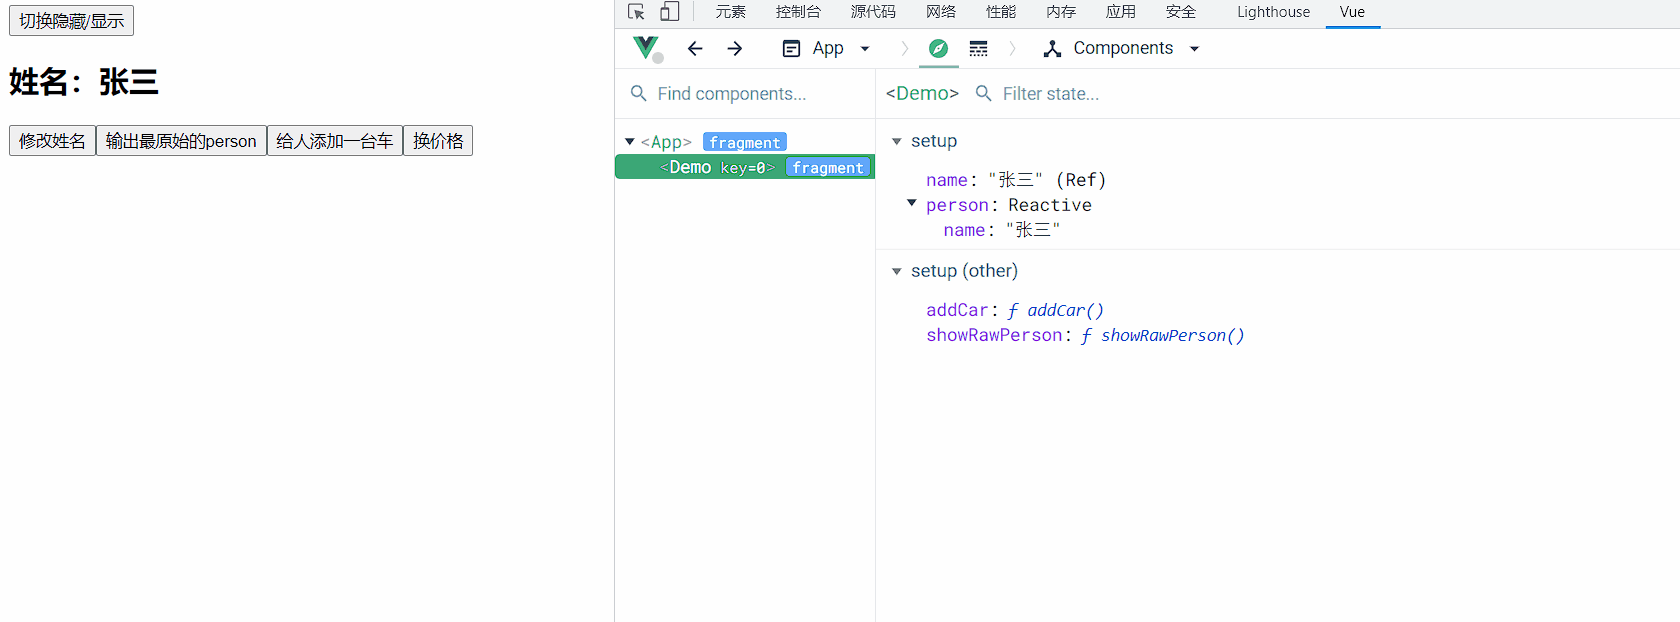 切换隐藏/显示
姓名：张三
修改姓名 输出最原始的person 给人添加一台车 换价格
元素 控制台 源代码 网络 性能 内存 应用 安全 Lighthouse Vue
App Components
Find components...
<App> fragment
<Demo key=0> fragment
<Demo> Filter state...
setup
name: "张三" (Ref)
person: Reactive
name: "张三"
setup (other)
addCar: ƒ addCar()
showRawPerson: ƒ showRawPerson()